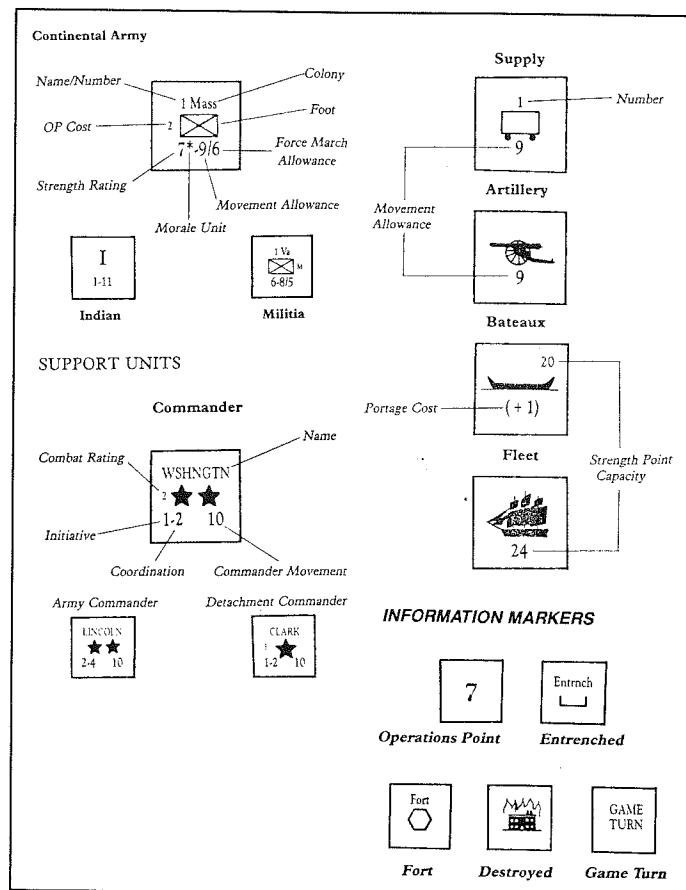 Continental Army
Name/Number
Colony
1 Mass
OP Cost
2
Foot
7*-9/6
Force March
Allowance
Strength Rating
Movement Allowance
Morale Unit
I
1-11
Indian
1 Va
M
6-8/5
Militia
Supply
1
Number
9
Artillery
Movement
Allowance
9
Bateaux
20
Portage Cost
(+1)
Fleet
Strength Point
Capacity
24
SUPPORT UNITS
Commander
Name
Combat Rating
WSHNGTN
2
1-2 10
Initiative
Coordination
Commander Movement
Army Commander
LINCOLN
2-4 10
Detachment Commander
CLARK
1
1-2 10
INFORMATION MARKERS
7
Operations Point
Entrnch
Entrenched
Fort
Fort
Destroyed
GAME
TURN
Game Turn